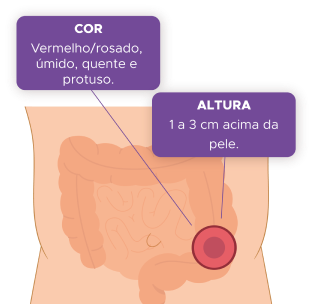 COR
Vermelho/rosado,
úmido, quente e
protuso.
ALTURA
1 a 3 cm acima da
pele.